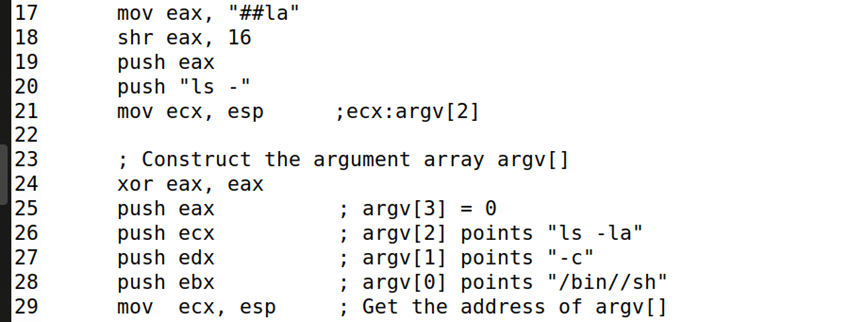 17 mov eax, "##la"
18 shr eax, 16
19 push eax
20 push "ls -"
21 mov ecx, esp ;ecx:argv[2]
22
23 ; Construct the argument array argv[]
24 xor eax, eax
25 push eax ; argv[3] = 0
26 push ecx ; argv[2] points "ls -la"
27 push edx ; argv[1] points "-c"
28 push ebx ; argv[0] points "/bin//sh"
29 mov ecx, esp ; Get the address of argv[]